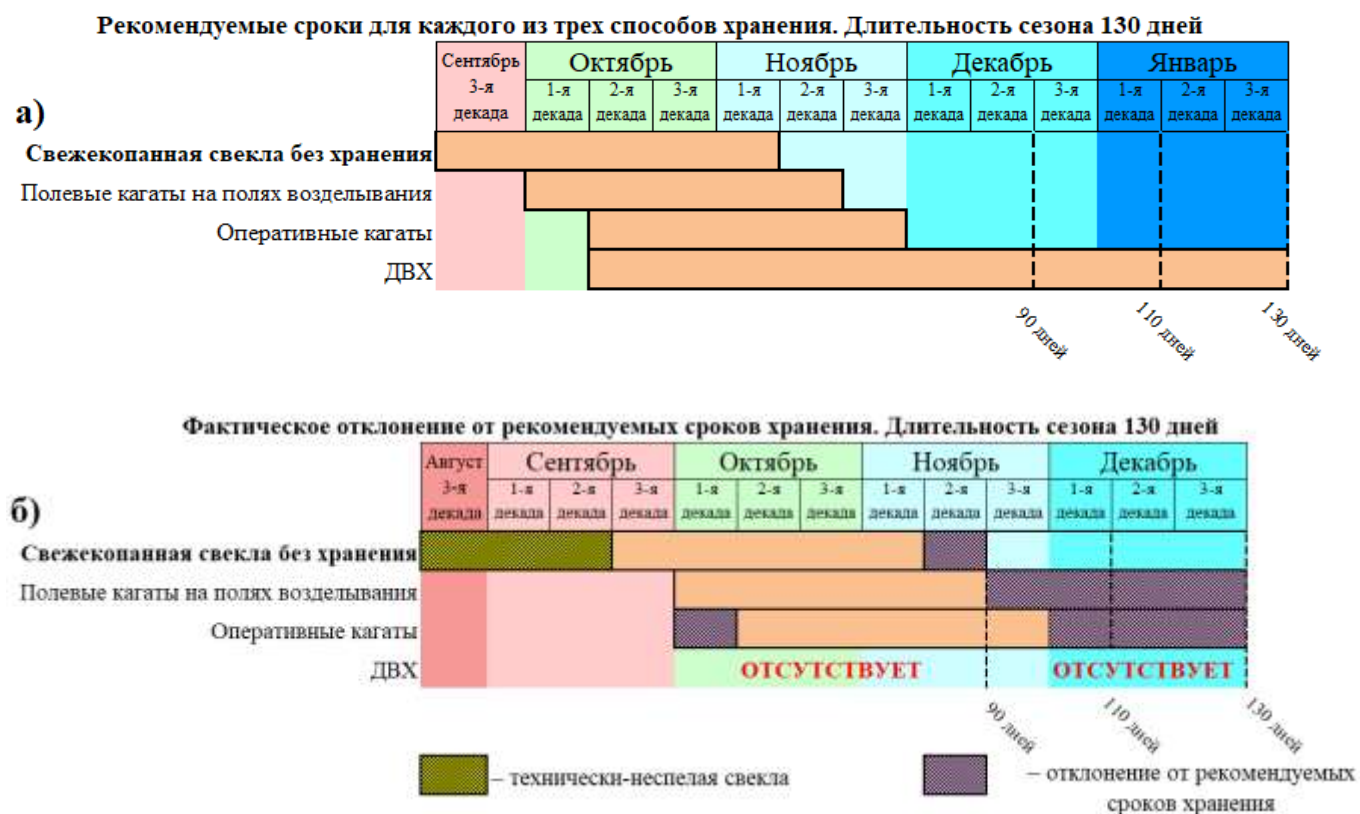 Рекомендуемые сроки для каждого из трех способов хранения. Длительность сезона 130 дней
Сентябрь Октябрь Ноябрь Декабрь Январь
3-я 1-я 2-я 3-я 1-я 2-я 3-я 1-я 2-я 3-я 1-я 2-я 3-я
декада декада декада декада декада декада декада декада декада декада декада декада декада
а)
Свежекопанная свекла без хранения
Полевые кагаты на полях возделывания
Оперативные кагаты
ДВХ
90 дней 110 дней 130 дней
Фактическое отклонение от рекомендуемых сроков хранения. Длительность сезона 130 дней
Август Сентябрь Октябрь Ноябрь Декабрь
3-я 1-я 2-я 3-я 1-я 2-я 3-я 1-я 2-я 3-я 1-я 2-я 3-я
декада декада декада декада декада декада декада декада декада декада декада декада декада
б)
Свежекопанная свекла без хранения
Полевые кагаты на полях возделывания
Оперативные кагаты
ДВХ ОТСУТСТВУЕТ ОТСУТСТВУЕТ
90 дней 110 дней 130 дней
– технически-неспелая свекла
– отклонение от рекомендуемых
сроков хранения